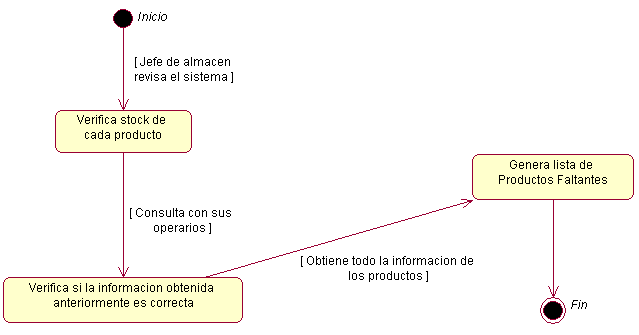 Inicio
[ Jefe de almacen
revisa el sistema ]
Verifica stock de
cada producto
[ Consulta con sus
operarios ]
Verifica si la informacion obtenida
anteriormente es correcta
[ Obtiene todo la informacion de
los productos ]
Genera lista de
Productos Faltantes
Fin